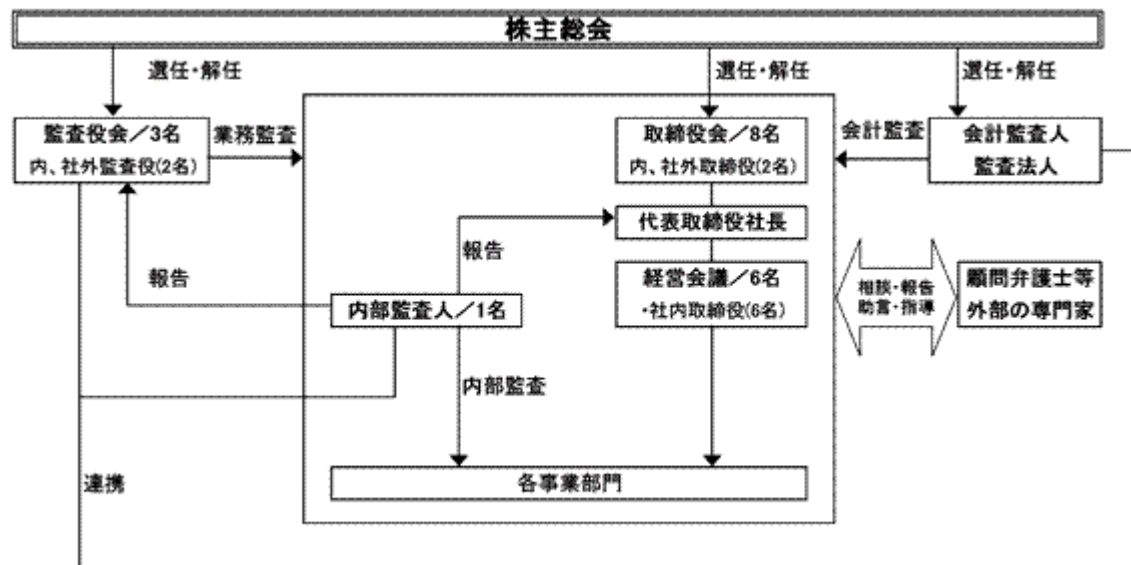 株主総会
選任・解任
選任・解任
選任・解任
監査役会/3名
内、社外監査役(2名)
業務監査
取締役会/8名
内、社外取締役(2名)
会計監査
会計監査人
監査法人
代表取締役社長
報告
報告
経営会議/6名
・社内取締役(6名)
相談・報告
助言・指導
顧問弁護士等
外部の専門家
内部監査人/1名
内部監査
連携
各事業部門